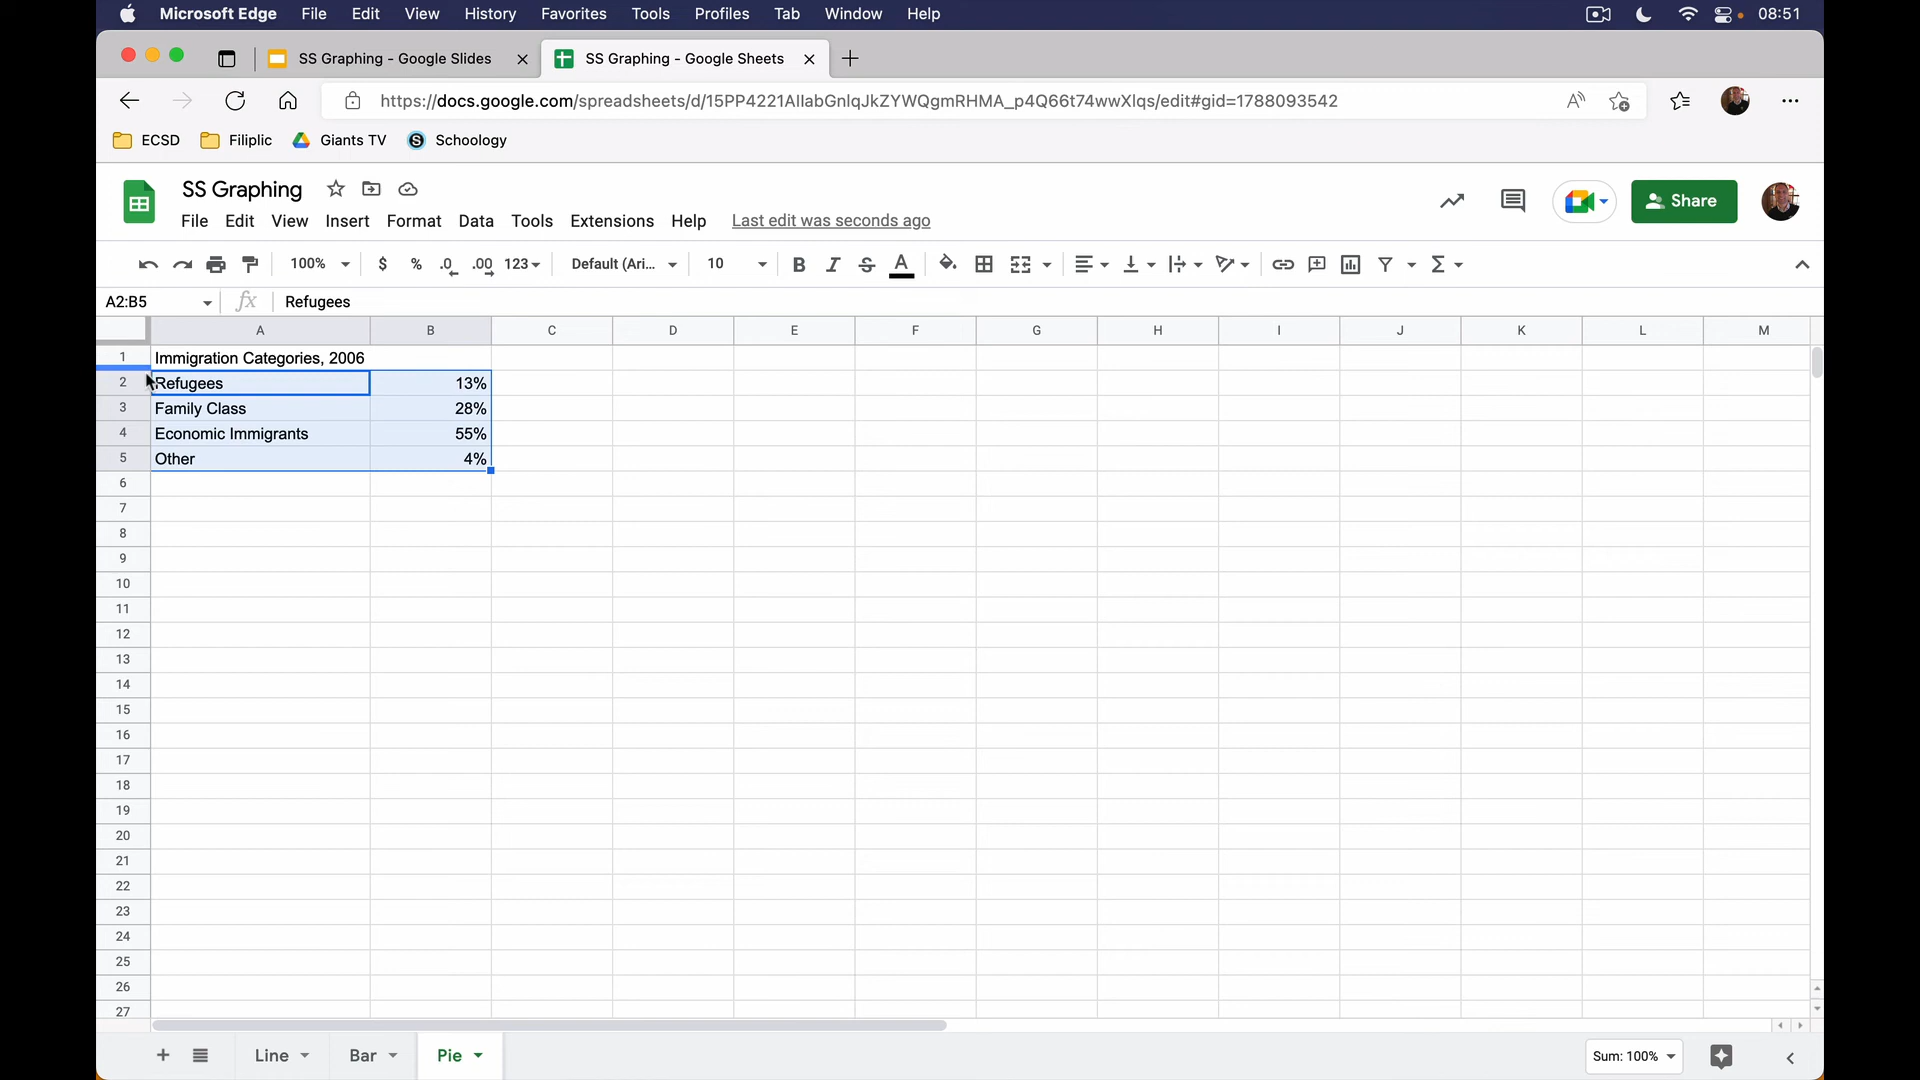 Microsoft Edge File Edit View History Favorites Tools Profiles Tab Window Help 08:51
SS Graphing - Google Slides SS Graphing - Google Sheets
https://docs.google.com/spreadsheets/d/15PP4221AIIabGnlqJkZYWQgmRHMA_p4Q66t74wwXlqs/edit#gid=1788093542
ECSD Filiplic Giants TV Schoology
SS Graphing
File Edit View Insert Format Data Tools Extensions Help Last edit was seconds ago
Share
100% $ % .0 .00 123 Default (Ari... 10 B I S A Σ
A2:B5 fx Refugees
A B C D E F G H I J K L M
1 Immigration Categories, 2006
2 Refugees 13%
3 Family Class 28%
4 Economic Immigrants 55%
5 Other 4%
6
7
8
9
10
11
12
13
14
15
16
17
18
19
20
21
22
23
24
25
26
27
Line Bar Pie Sum: 100%